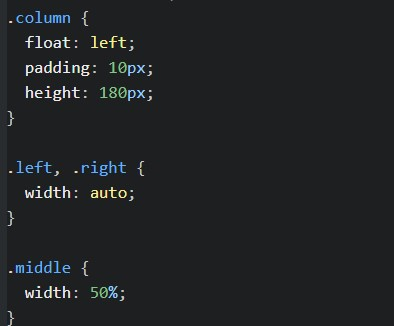 .column {
  float: left;
  padding: 10px;
  height: 180px;
}

.left, .right {
  width: auto;
}

.middle {
  width: 50%;
}